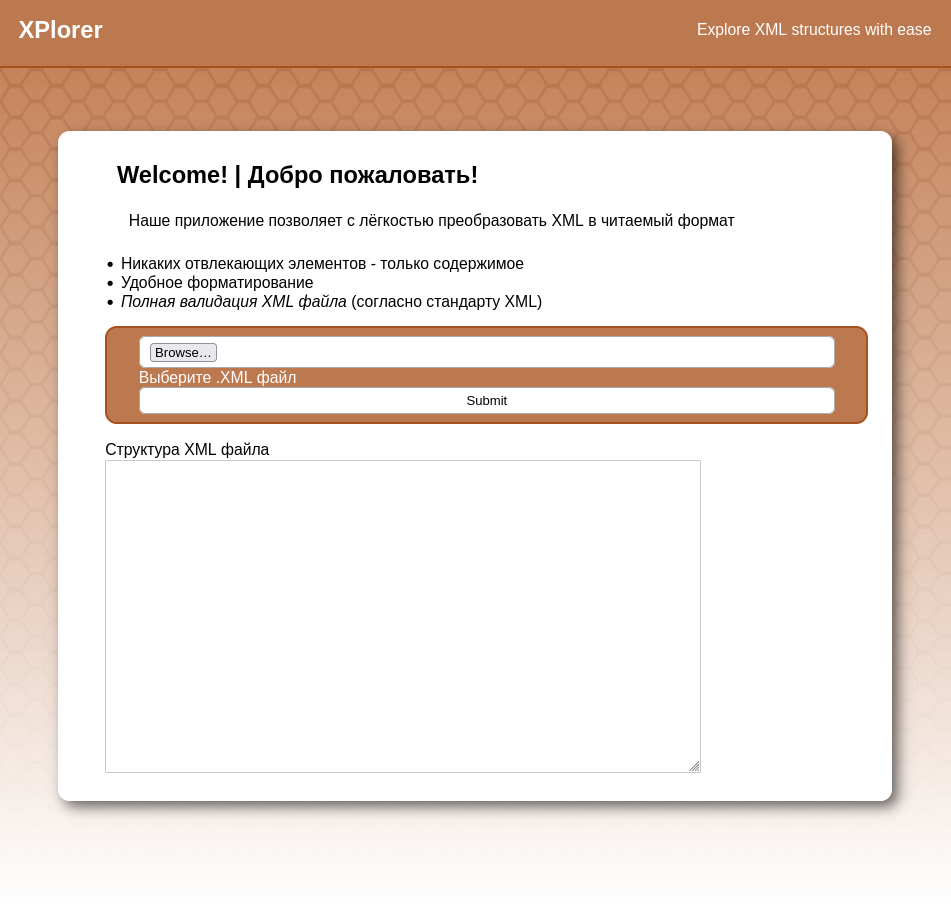 XPlorer
Explore XML structures with ease
Welcome! | Добро пожаловать!
Наше приложение позволяет с лёгкостью преобразовать XML в читаемый формат
• Никаких отвлекающих элементов - только содержимое
• Удобное форматирование
• Полная валидация XML файла (согласно стандарту XML)
Browse…
Выберите .XML файл
Submit
Структура XML файла